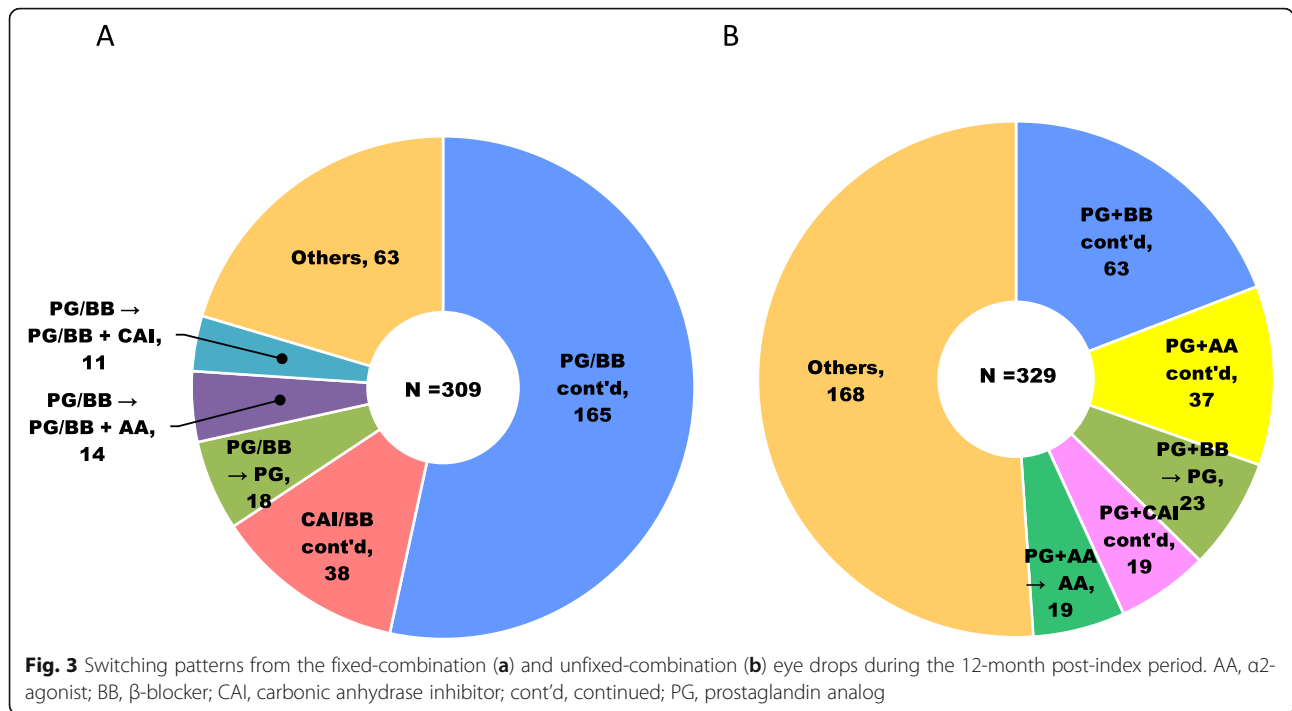 A
B
Others, 63
PG/BB →
PG/BB + CAI,
11
PG/BB →
PG/BB + AA,
14
PG/BB
→ PG,
18
CAI/BB
cont'd,
38
PG/BB
cont'd,
165
N =309
PG+BB
cont'd,
63
PG+AA
cont'd,
37
PG+BB
→ PG,
23
PG+CAI
cont'd,
19
PG+AA
→ AA,
19
Others,
168
N =329
Fig. 3 Switching patterns from the fixed-combination (a) and unfixed-combination (b) eye drops during the 12-month post-index period. AA, α2-
agonist; BB, β-blocker; CAI, carbonic anhydrase inhibitor; cont'd, continued; PG, prostaglandin analog